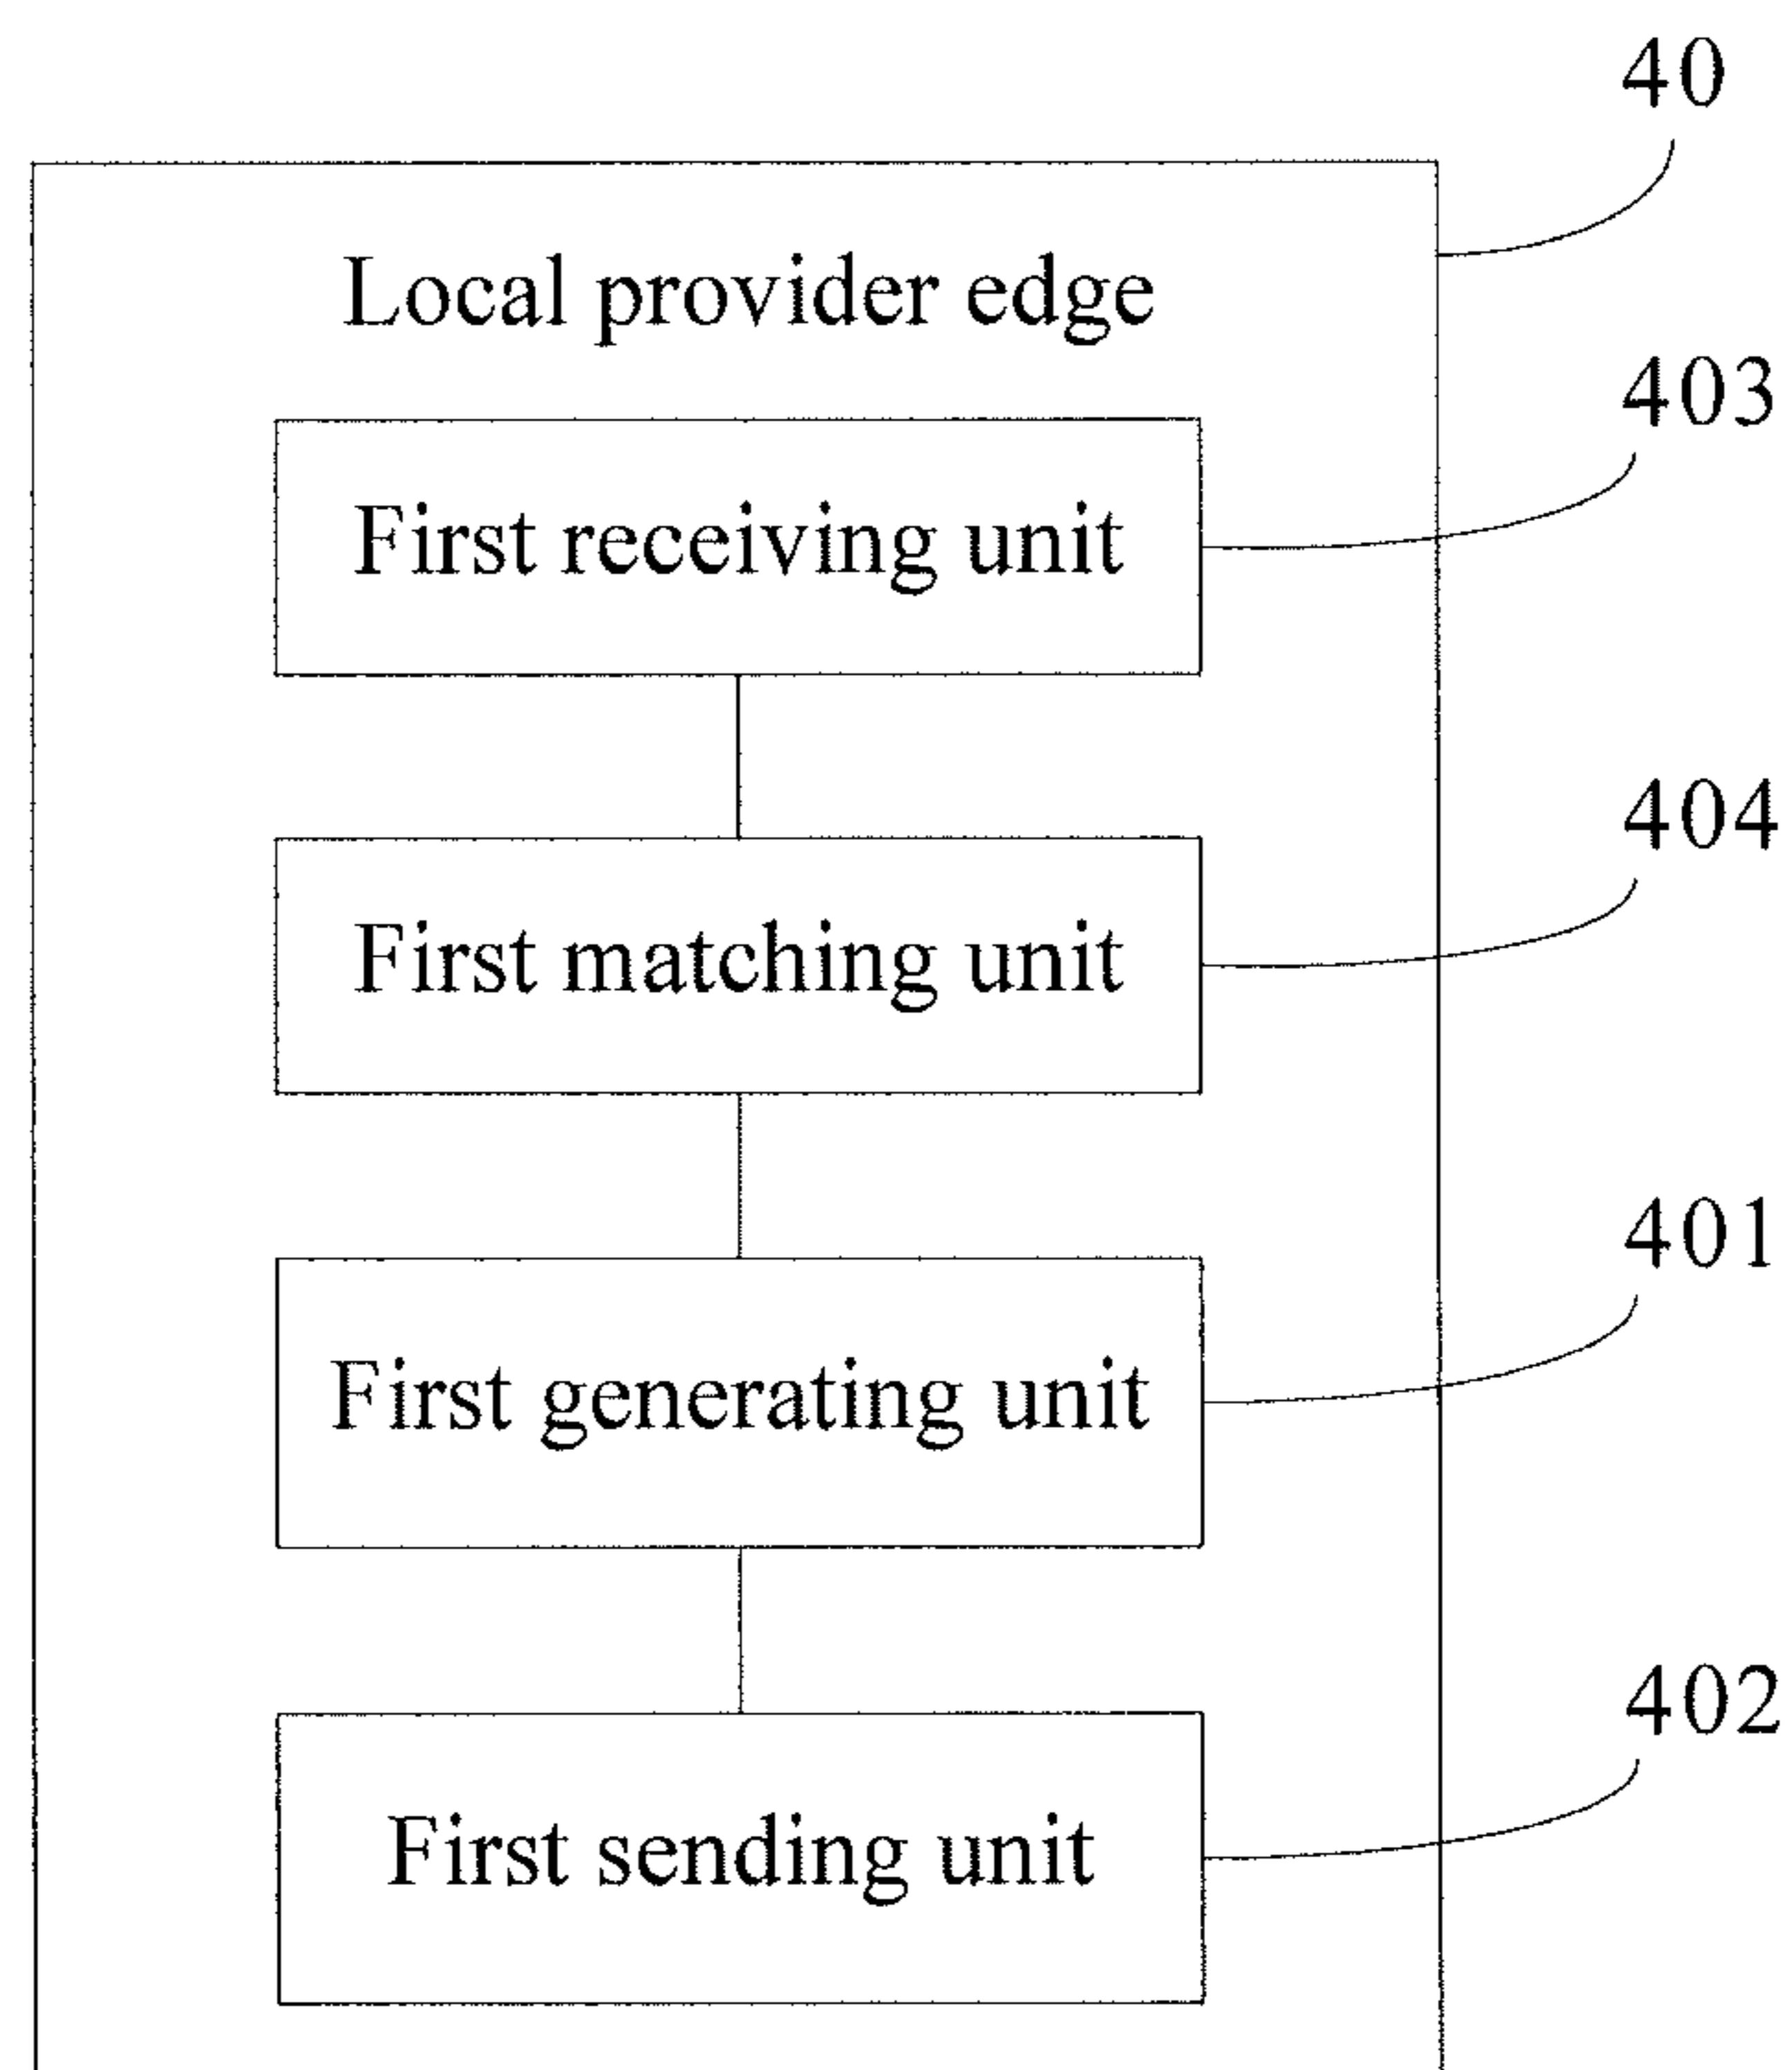 40
Local provider edge
403
First receiving unit
404
First matching unit
401
First generating unit
402
First sending unit